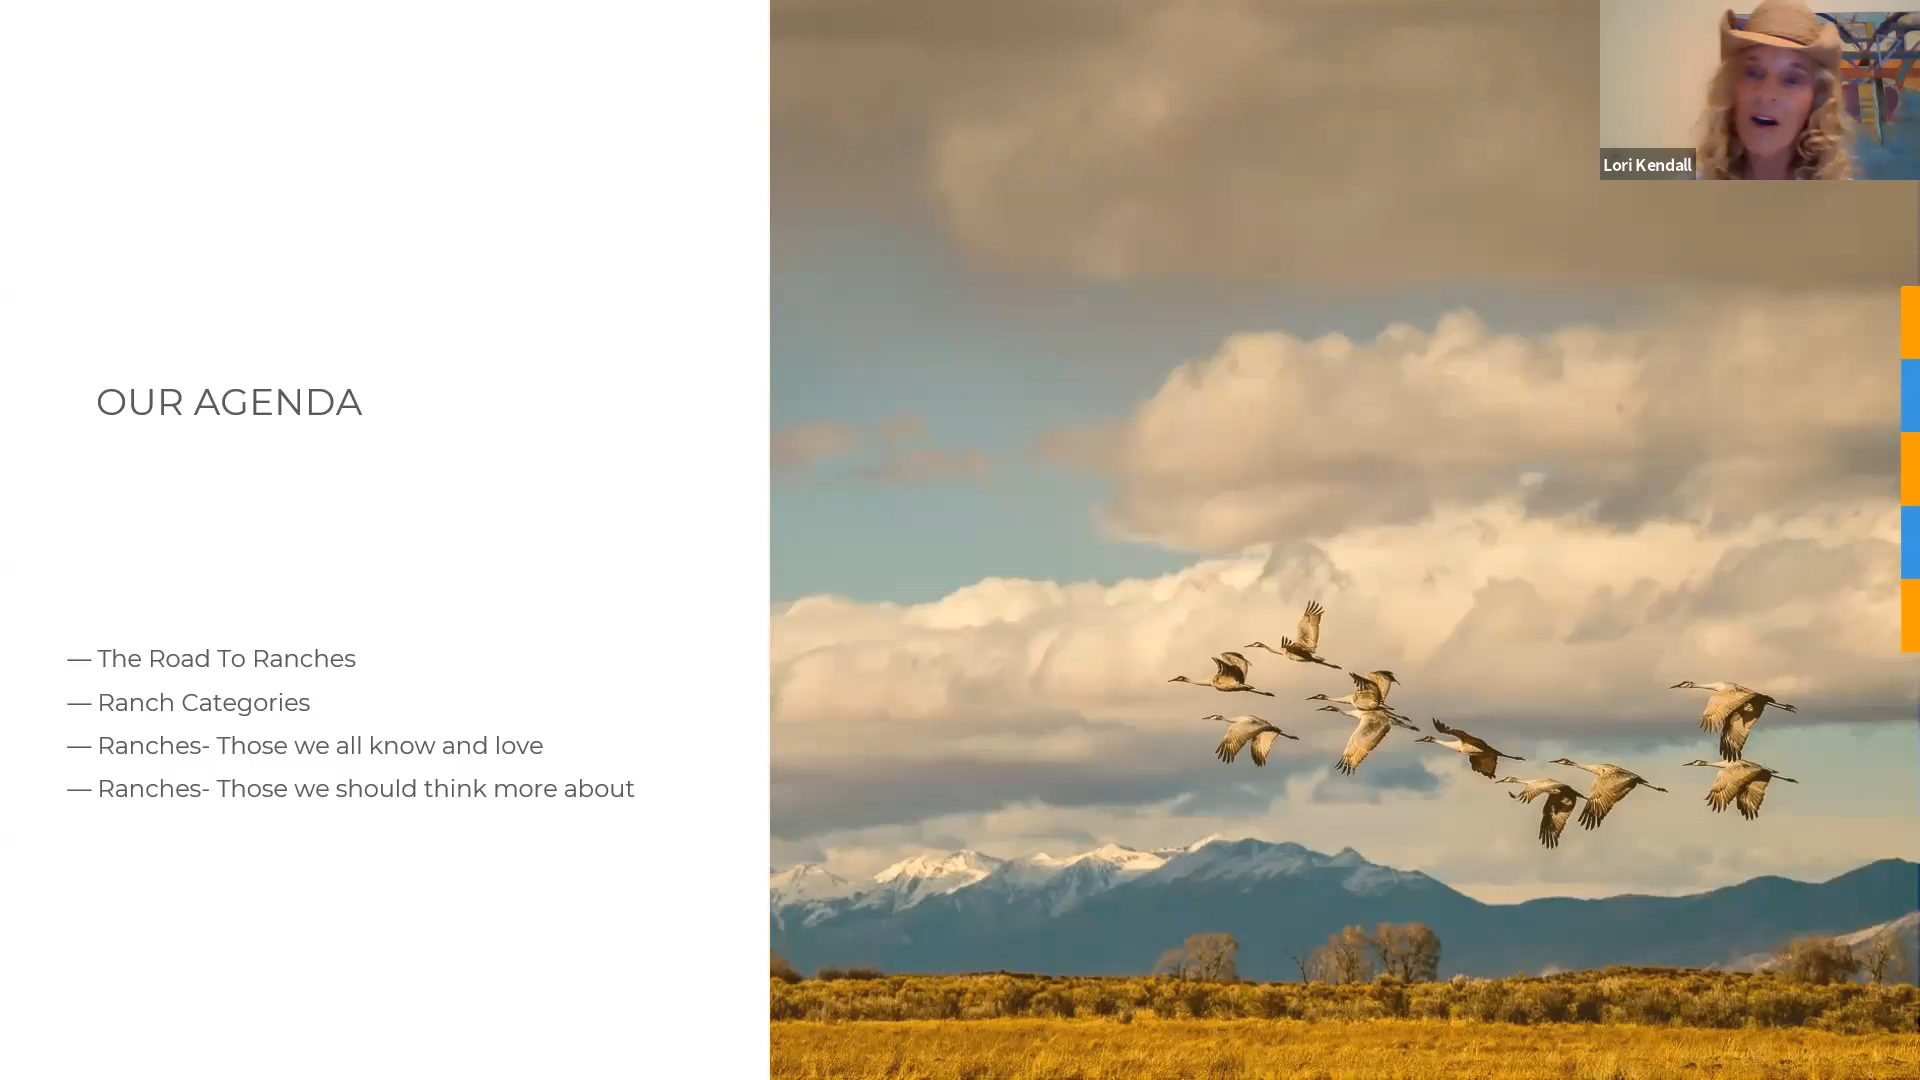 Lori Kendall
OUR AGENDA
— The Road To Ranches
— Ranch Categories
— Ranches- Those we all know and love
— Ranches- Those we should think more about